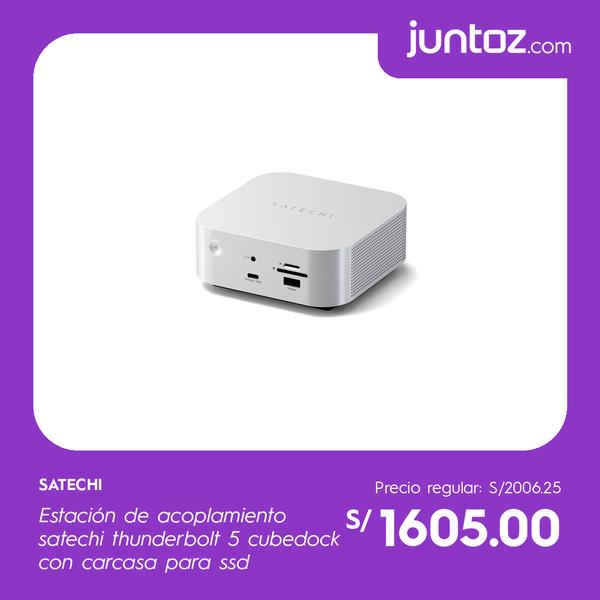 juntoz.com
SATECHI
SATECHI
Estación de acoplamiento
satechi thunderbolt 5 cubedock
con carcasa para ssd
Precio regular: S/2006.25
S/1605.00